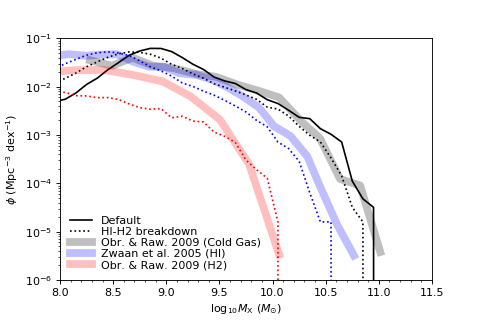 10⁻¹
10⁻²
10⁻³
10⁻⁴
10⁻⁵
10⁻⁶
ϕ (Mpc⁻³ dex⁻¹)
Default
HI-H2 breakdown
Obr. & Raw. 2009 (Cold Gas)
Zwaan et al. 2005 (HI)
Obr. & Raw. 2009 (H2)
8.0 8.5 9.0 9.5 10.0 10.5 11.0 11.5
log₁₀Mₓ (M⊙)